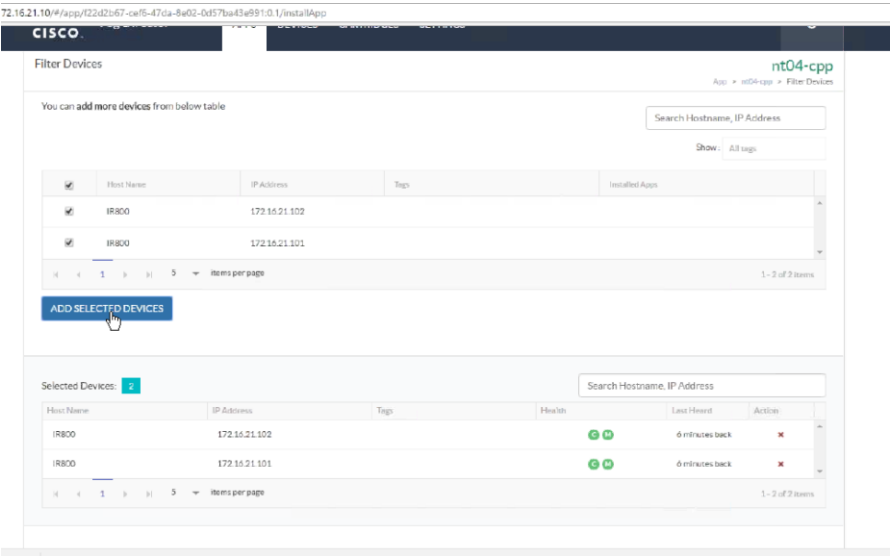 72.16.21.10/#/app/f22d2b67-cef6-47da-8e02-0d57ba43e991:0.1/installApp
CISCO
Filter Devices
nt04-cpp
App > nt04-cpp > Filter Devices
You can add more devices from below table
Search Hostname, IP Address
Show: All tags
Host Name IP Address Tags Installed Apps
IR800 172.16.21.102
IR800 172.16.21.101
1 5 items per page 1 - 2 of 2 items
ADD SELECTED DEVICES
Selected Devices: 2
Search Hostname, IP Address
Host Name IP Address Tags Health Last Heard Action
IR800 172.16.21.102 C M 6 minutes back
IR800 172.16.21.101 C M 6 minutes back
1 5 items per page 1 - 2 of 2 items